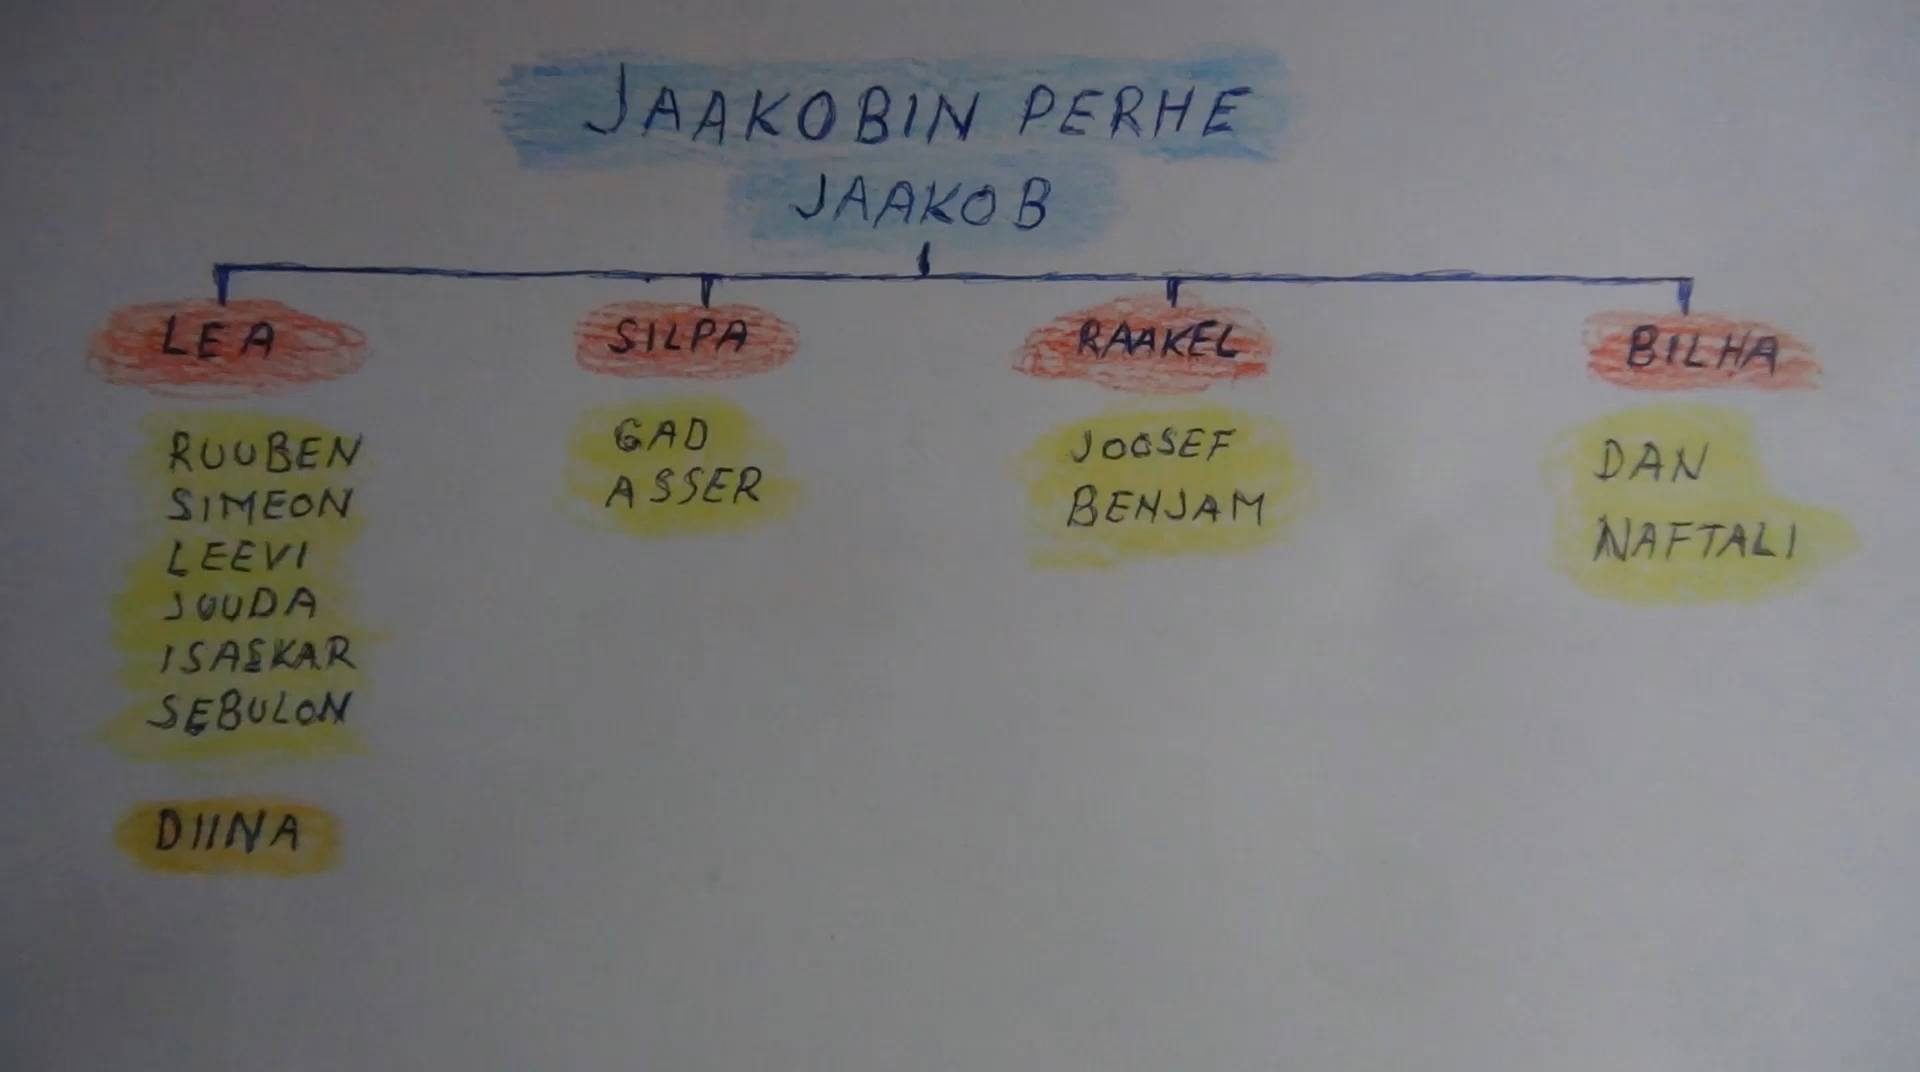 JAAKOBIN PERHE
JAAKOB
LEA
SILPA
RAAKEL
BILHA
RUUBEN
SIMEON
LEEVI
JUUDA
ISASKAR
SEBULON
DIINA
GAD
ASSER
JOOSEF
BENJAM
DAN
NAFTALI